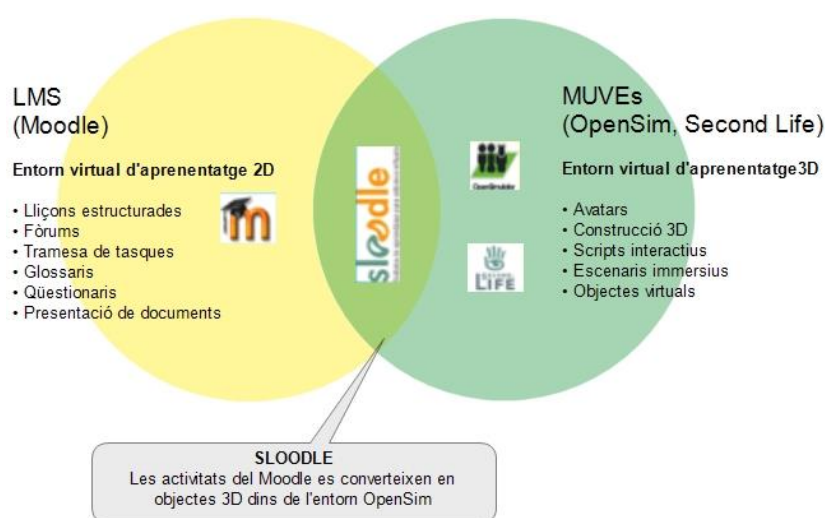 LMS
(Moodle)
Entorn virtual d'aprenentatge 2D
• Lliçons estructurades
• Fòrums
• Tramesa de tasques
• Glossaris
• Qüestionaris
• Presentació de documents
m
sloodle
OpenSimulator
SECOND
LIFE
MUVEs
(OpenSim, Second Life)
Entorn virtual d'aprenentatge3D
• Avatars
• Construcció 3D
• Scripts interactius
• Escenaris immersius
• Objectes virtuals
SLOODLE
Les activitats del Moodle es converteixen en
objectes 3D dins de l'entorn OpenSim